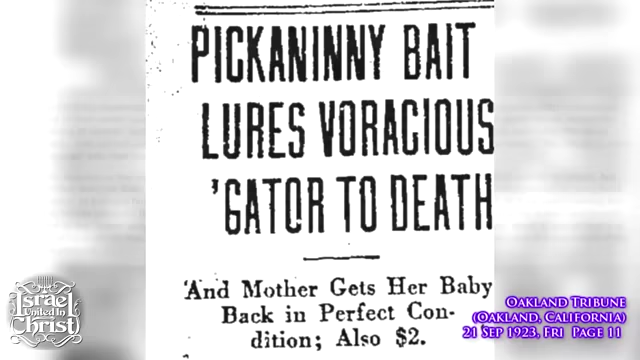 PICKANINNY BAIT
LURES VORACIOUS
'GATOR TO DEATH
'And Mother Gets Her Baby
Back in Perfect Con-
dition; Also $2.
Israel
United In
Christ
Oakland Tribune
(Oakland, California)
21 Sep 1923, Fri Page 11